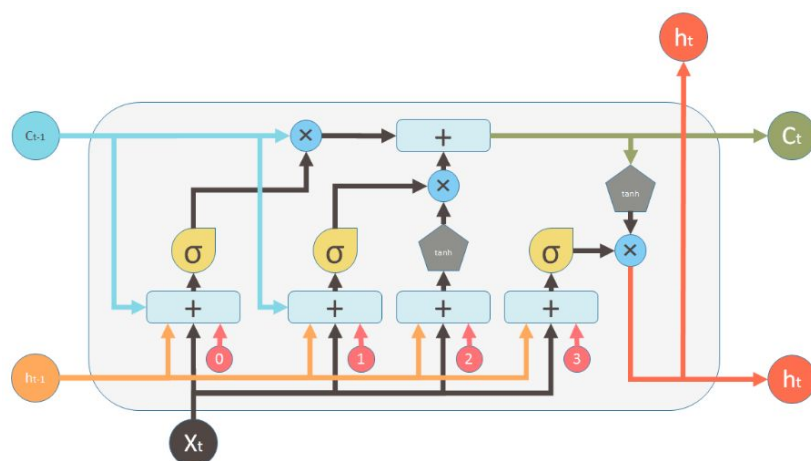 ht
Ct-1
×
+
Ct
tanh
×
σ
σ
tanh
σ
×
+
+
+
+
0
1
2
3
ht-1
ht
Xt